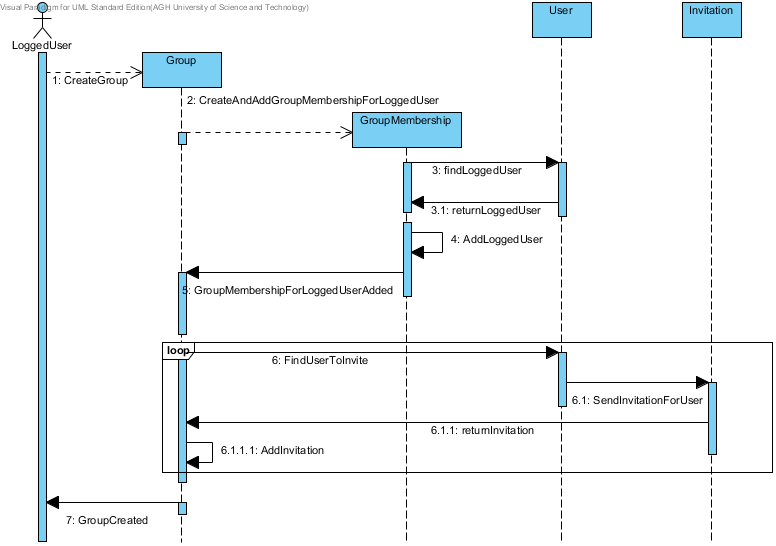 Visual Paradigm for UML Standard Edition(AGH University of Science and Technology)
LoggedUser
User
Invitation
Group
1: CreateGroup
2: CreateAndAddGroupMembershipForLoggedUser
GroupMembership
3: findLoggedUser
3.1: returnLoggedUser
4: AddLoggedUser
5: GroupMembershipForLoggedUserAdded
loop
6: FindUserToInvite
6.1: SendInvitationForUser
6.1.1: returnInvitation
6.1.1.1: AddInvitation
7: GroupCreated